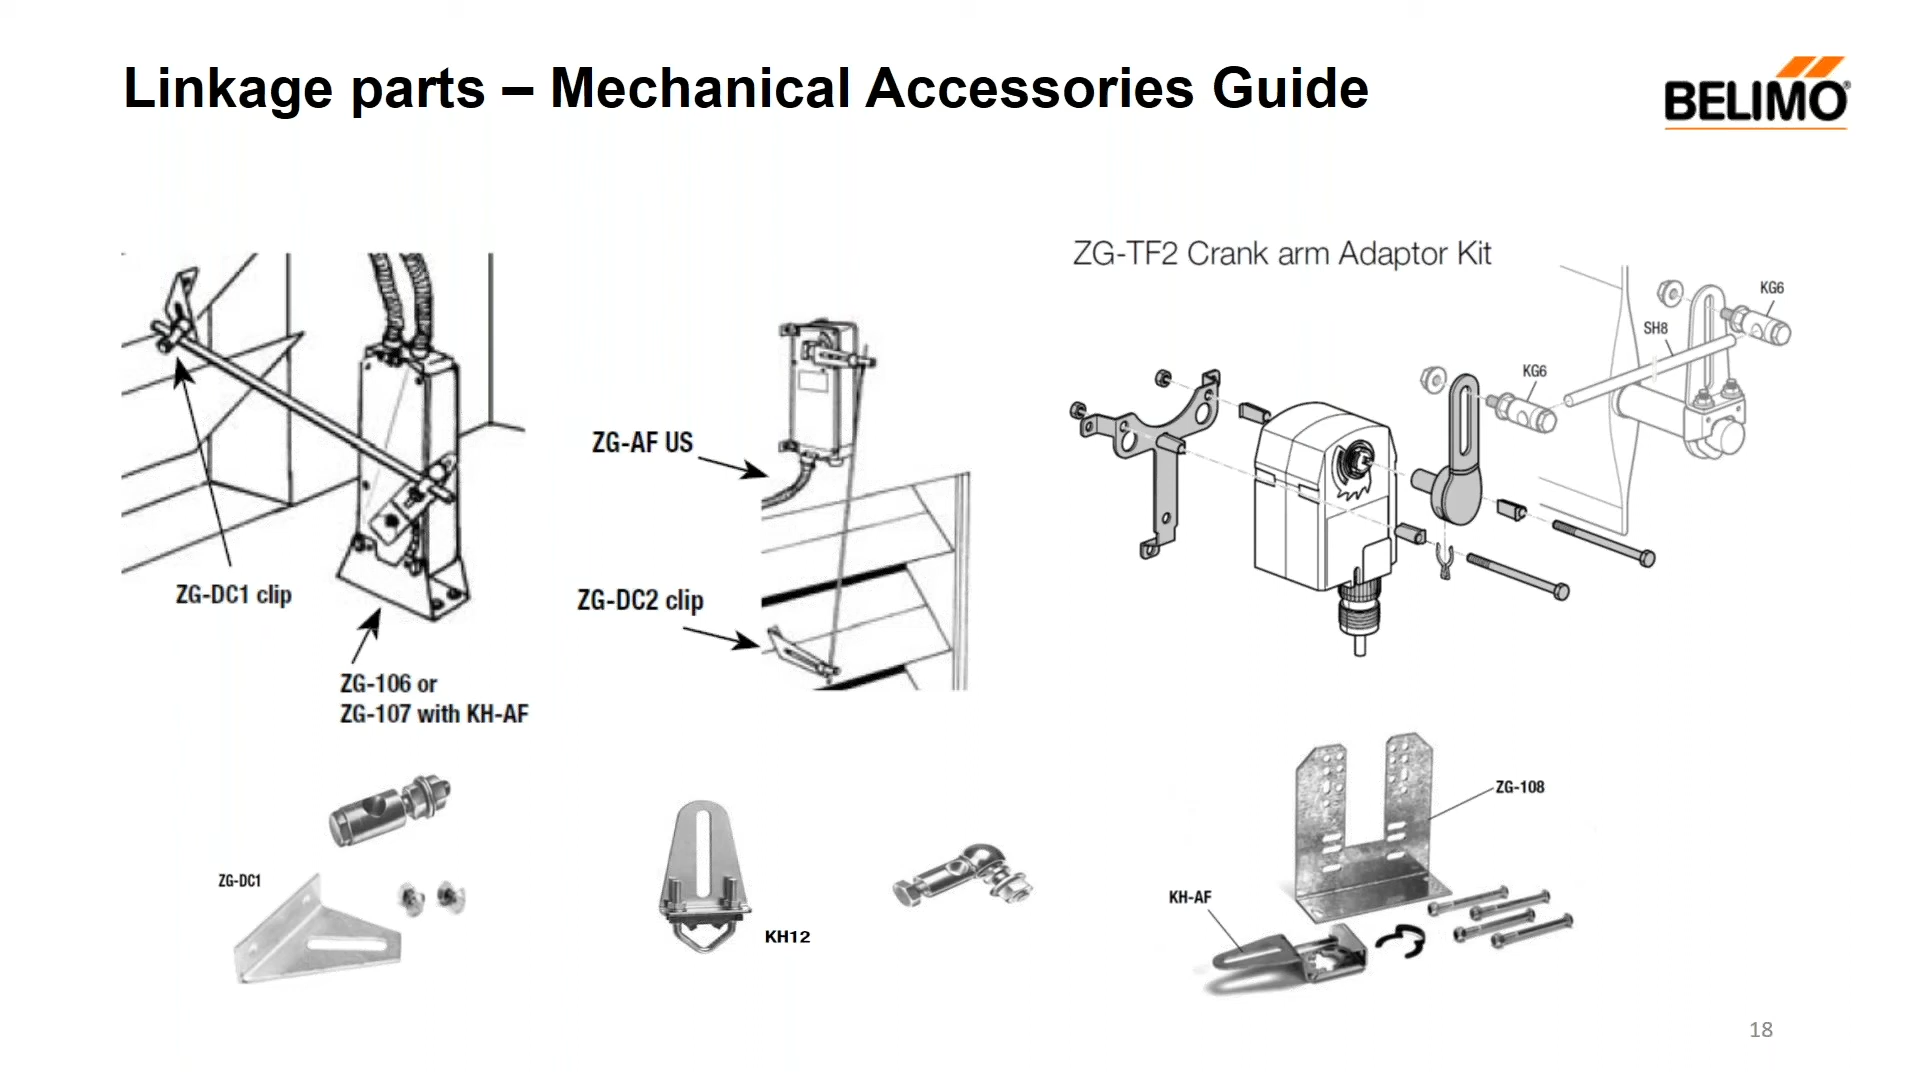 Linkage parts – Mechanical Accessories Guide
BELIMO®
ZG-TF2 Crank arm Adaptor Kit
KG6
SH8
KG6
ZG-AF US
ZG-DC1 clip
ZG-DC2 clip
ZG-106 or
ZG-107 with KH-AF
ZG-108
ZG-DC1
KH-AF
KH12
18